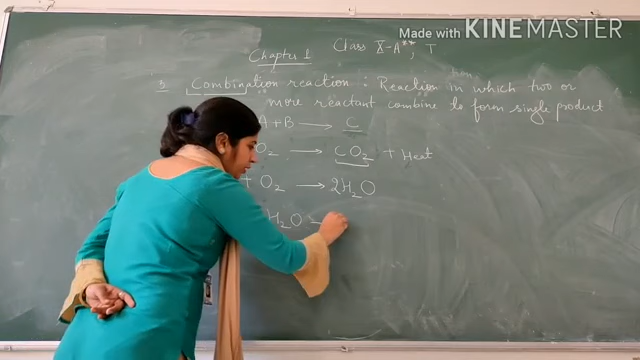 Made with KINEMASTER
Chapter 1 Class X-A**, T
3 Combination reaction : Reaction in which two or
more reactant combine to form single product
A + B → C
O2 → CO2 + Heat
+ O2 → 2H2O
H2O